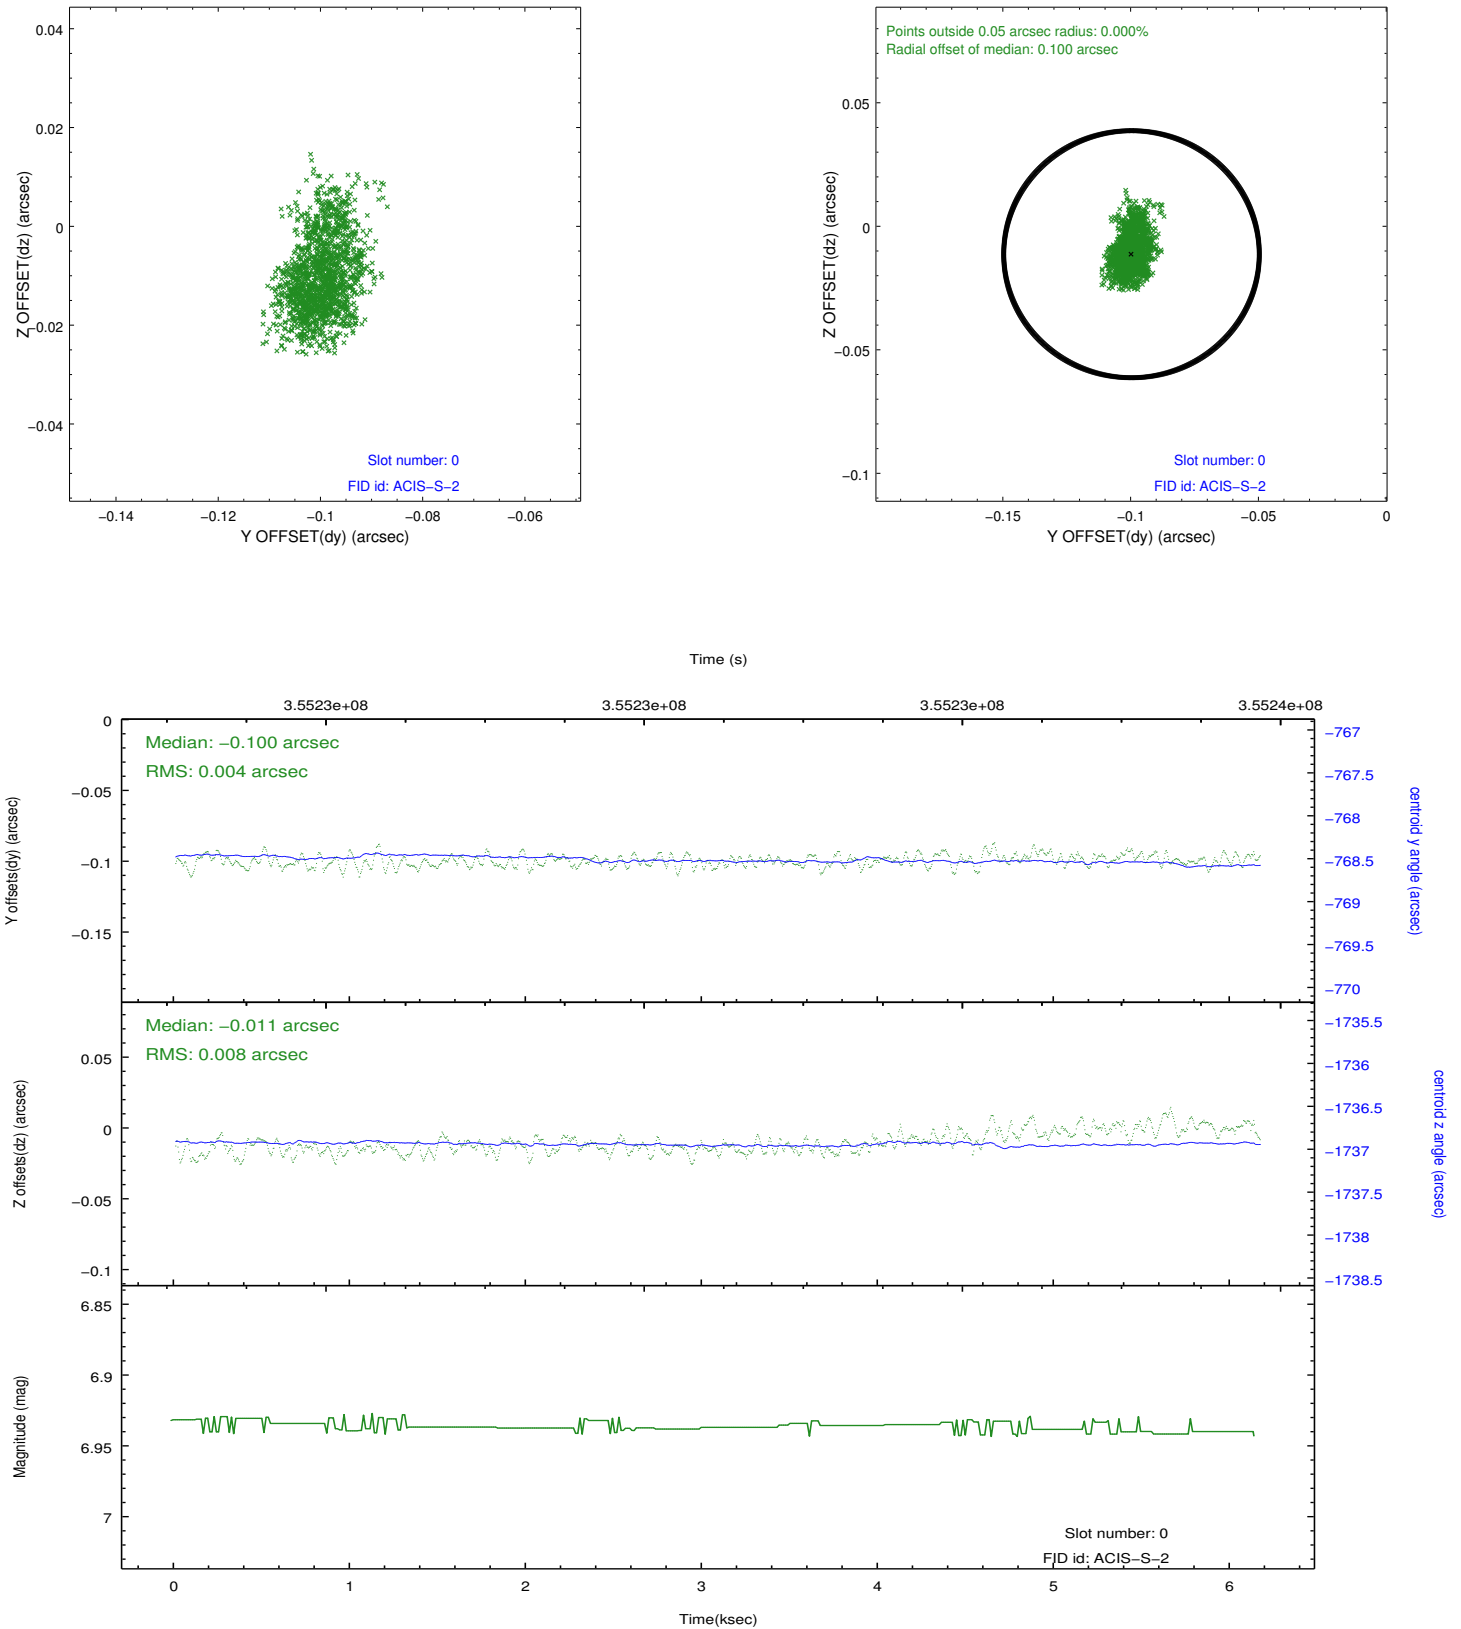 0.04
0.02
0
−0.02
−0.04
Z OFFSET(dz) (arcsec)
Slot number: 0
FID id: ACIS−S−2
−0.14
−0.12
−0.1
−0.08
−0.06
Y OFFSET(dy) (arcsec)
Points outside 0.05 arcsec radius: 0.000%
Radial offset of median: 0.100 arcsec
0.05
0
−0.05
−0.1
Z OFFSET(dz) (arcsec)
Slot number: 0
FID id: ACIS−S−2
−0.15
−0.1
−0.05
0
Y OFFSET(dy) (arcsec)
Time (s)
3.5523e+08
3.5523e+08
3.5523e+08
3.5524e+08
Median: −0.100 arcsec
RMS: 0.004 arcsec
0
−0.05
−0.1
−0.15
Y offsets(dy) (arcsec)
−767
−767.5
−768
−768.5
−769
−769.5
−770
centroid y angle (arcsec)
Median: −0.011 arcsec
RMS: 0.008 arcsec
0.05
0
−0.05
−0.1
Z offsets(dz) (arcsec)
−1735.5
−1736
−1736.5
−1737
−1737.5
−1738
−1738.5
centroid z angle (arcsec)
6.85
6.9
6.95
7
Magnitude (mag)
Slot number: 0
FID id: ACIS−S−2
0
1
2
3
4
5
6
Time(ksec)